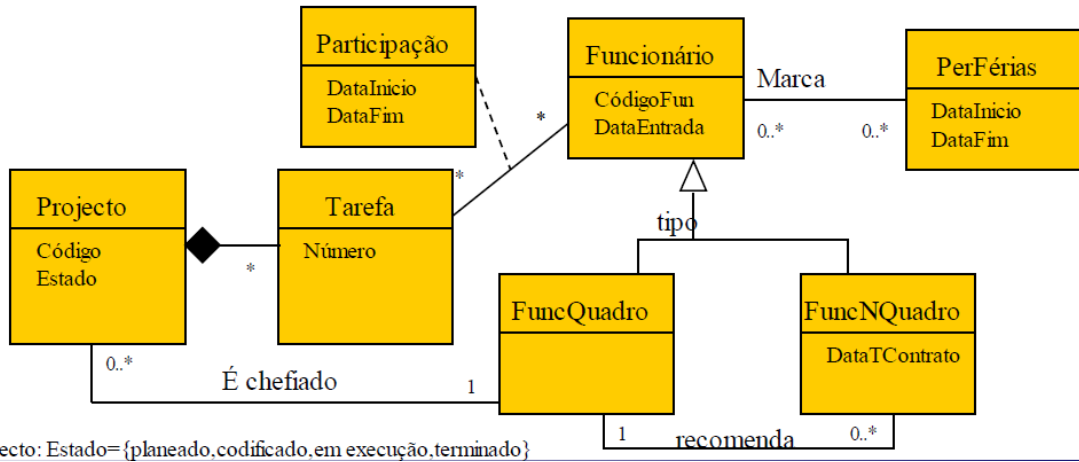 Participação
DataInicio
DataFim
Funcionário
CódigoFun
DataEntrada
Marca
0..*
0..*
PerFérias
DataInicio
DataFim
*
*
Projecto
Código
Estado
*
Tarefa
Número
tipo
FuncQuadro
FuncNQuadro
DataTContrato
0..*
É chefiado
1
1
recomenda
0..*
ecto: Estado={planeado,codificado,em execução,terminado}